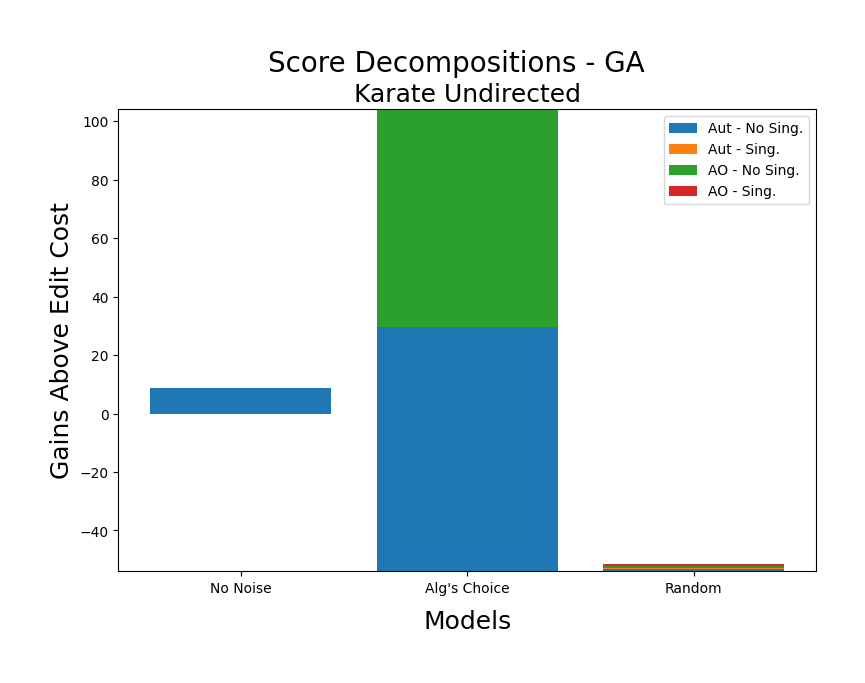 Score Decompositions - GA
Karate Undirected
Gains Above Edit Cost
100
80
60
40
20
0
−20
−40
Aut - No Sing.
Aut - Sing.
AO - No Sing.
AO - Sing.
No Noise
Alg's Choice
Random
Models